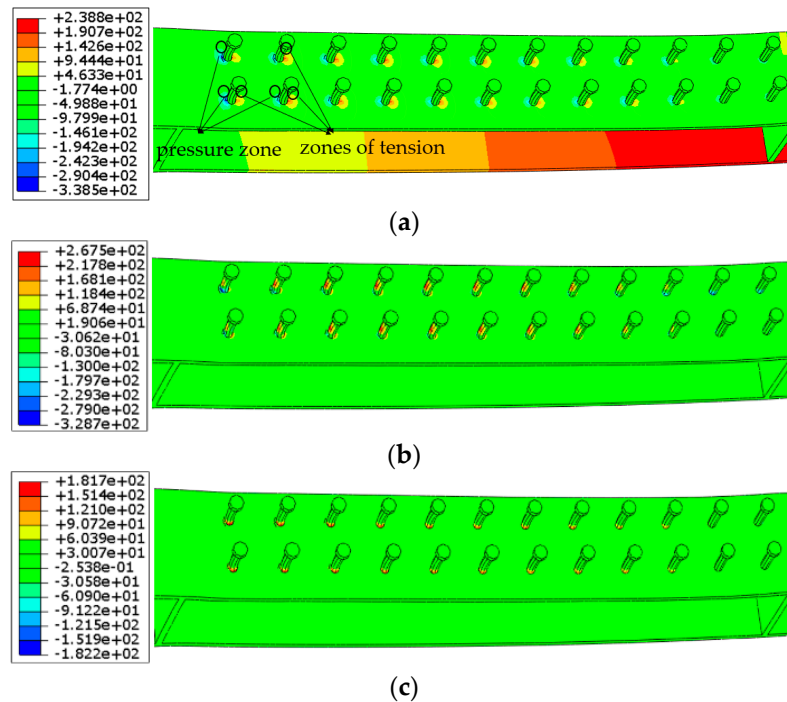 +2.388e+02
+1.907e+02
+1.426e+02
+9.444e+01
+4.633e+01
-1.774e+00
-4.988e+01
-9.799e+01
-1.461e+02
-1.942e+02
-2.423e+02
-2.904e+02
-3.385e+02
pressure zone
zones of tension
(a)
+2.675e+02
+2.178e+02
+1.681e+02
+1.184e+02
+6.874e+01
+1.906e+01
-3.062e+01
-8.030e+01
-1.300e+02
-1.797e+02
-2.293e+02
-2.790e+02
-3.287e+02
(b)
+1.817e+02
+1.514e+02
+1.210e+02
+9.072e+01
+6.039e+01
+3.007e+01
-2.538e-01
-3.058e+01
-6.090e+01
-9.122e+01
-1.215e+02
-1.519e+02
-1.822e+02
(c)